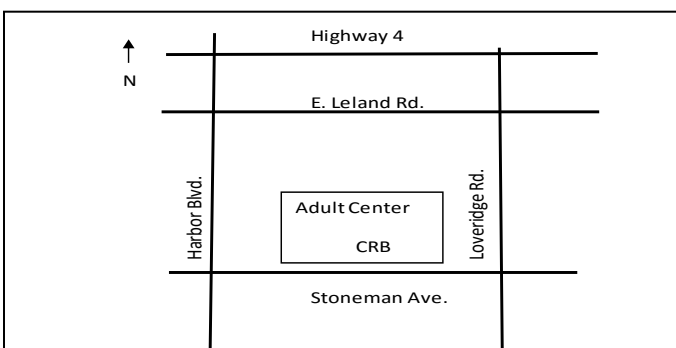 Highway 4
N
E. Leland Rd.
Harbor Blvd.
Loveridge Rd.
Adult Center
CRB
Stoneman Ave.